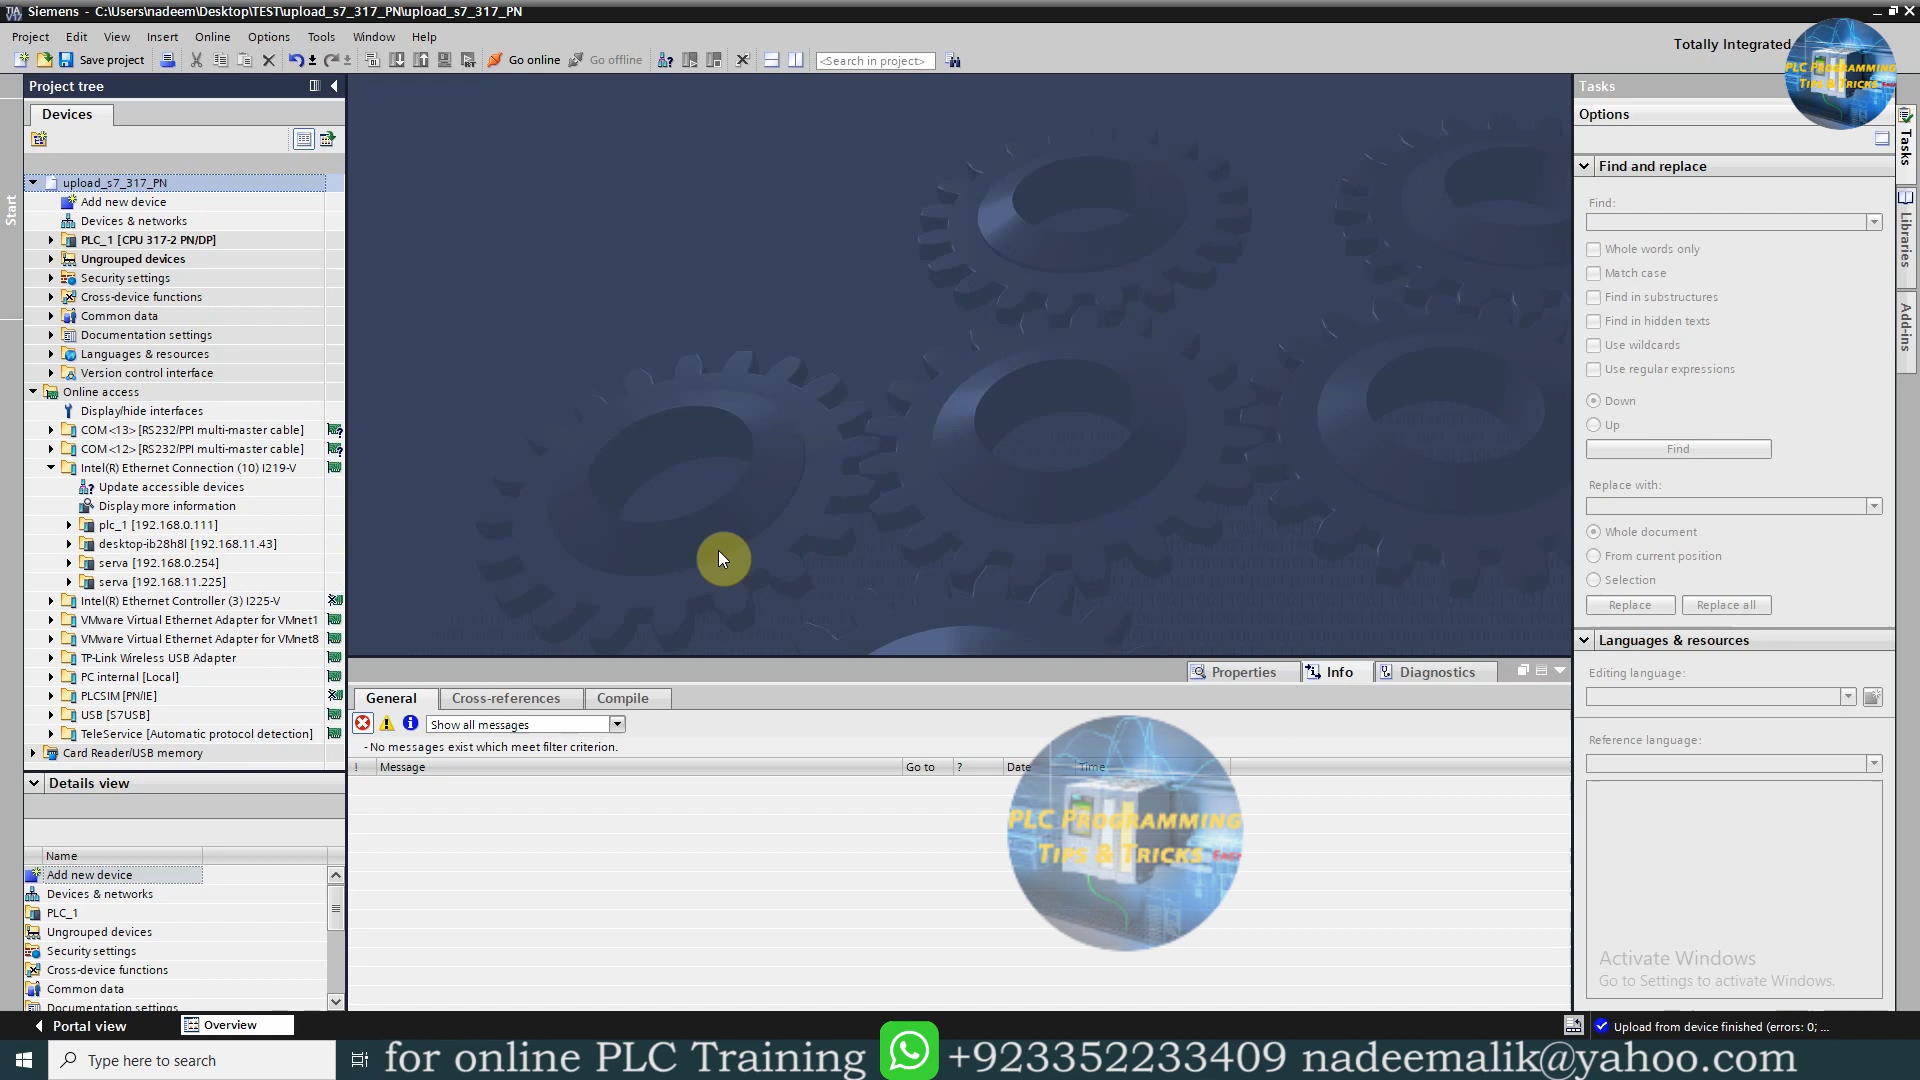 Siemens - C:\Users\nadeem\Desktop\TEST\upload_s7_317_PN\upload_s7_317_PN
Project Edit View Insert Online Options Tools Window Help
Totally Integrated
Save project
Go online
Go offline
<Search in project>
PLC PROGRAMMING
TIPS & TRICKS EASY
Project tree
Devices
Start
upload_s7_317_PN
Add new device
Devices & networks
PLC_1 [CPU 317-2 PN/DP]
Ungrouped devices
Security settings
Cross-device functions
Common data
Documentation settings
Languages & resources
Version control interface
Online access
Display/hide interfaces
COM <13> [RS232/PPI multi-master cable]
COM <12> [RS232/PPI multi-master cable]
Intel(R) Ethernet Connection (10) I219-V
Update accessible devices
Display more information
plc_1 [192.168.0.111]
desktop-ib28h8l [192.168.11.43]
serva [192.168.0.254]
serva [192.168.11.225]
Intel(R) Ethernet Controller (3) I225-V
VMware Virtual Ethernet Adapter for VMnet1
VMware Virtual Ethernet Adapter for VMnet8
TP-Link Wireless USB Adapter
PC internal [Local]
PLCSIM [PN/IE]
USB [S7USB]
TeleService [Automatic protocol detection]
Card Reader/USB memory
Details view
Name
Add new device
Devices & networks
PLC_1
Ungrouped devices
Security settings
Cross-device functions
Common data
Documentation settings
Properties
Info
Diagnostics
General
Cross-references
Compile
Show all messages
- No messages exist which meet filter criterion.
! Message Go to ? Date Time
PLC PROGRAMMING
TIPS & TRICKS EASY
Tasks
Options
Find and replace
Find:
Whole words only
Match case
Find in substructures
Find in hidden texts
Use wildcards
Use regular expressions
Down
Up
Find
Replace with:
Whole document
From current position
Selection
Replace
Replace all
Languages & resources
Editing language:
Reference language:
Activate Windows
Go to Settings to activate Windows.
Tasks
Libraries
Add-ins
Portal view
Overview
Upload from device finished (errors: 0; ...
Type here to search
for online PLC Training +923352233409 nadeemalik@yahoo.com